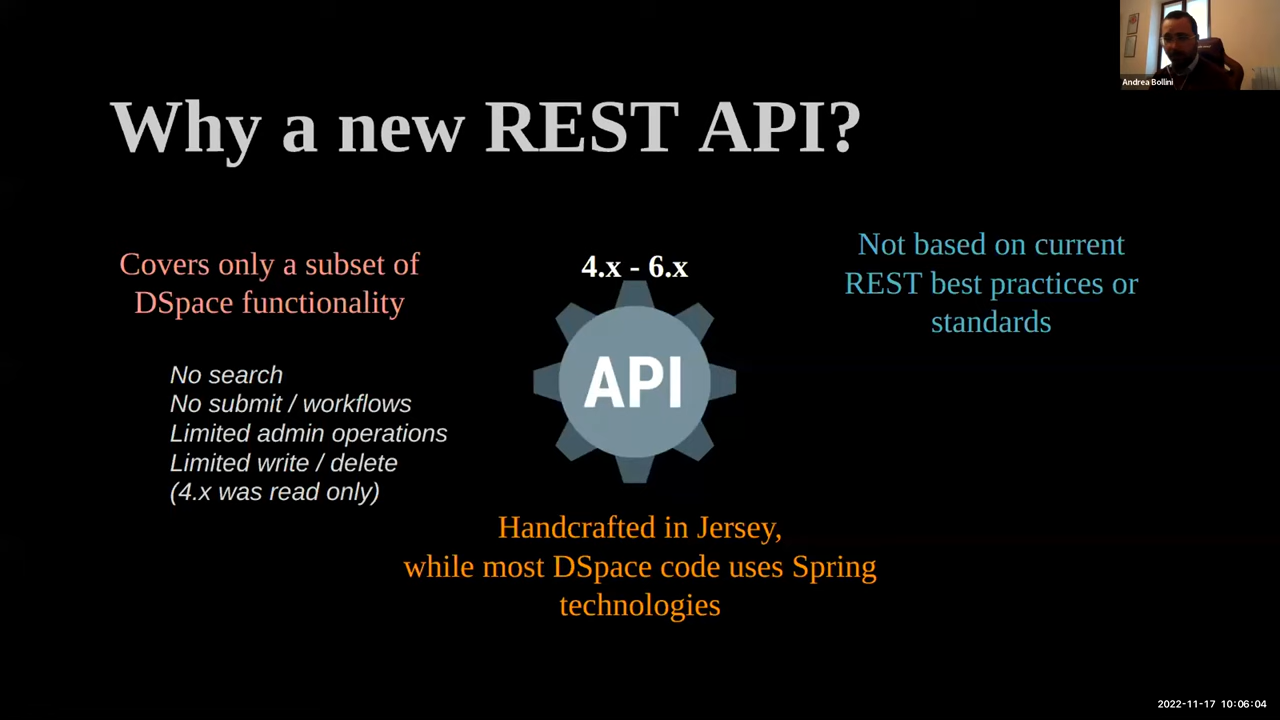 Andrea Bollini
Why a new REST API?
Covers only a subset of
DSpace functionality
No search
No submit / workflows
Limited admin operations
Limited write / delete
(4.x was read only)
4.x - 6.x
API
Not based on current
REST best practices or
standards
Handcrafted in Jersey,
while most DSpace code uses Spring
technologies
2022-11-17 10:06:04